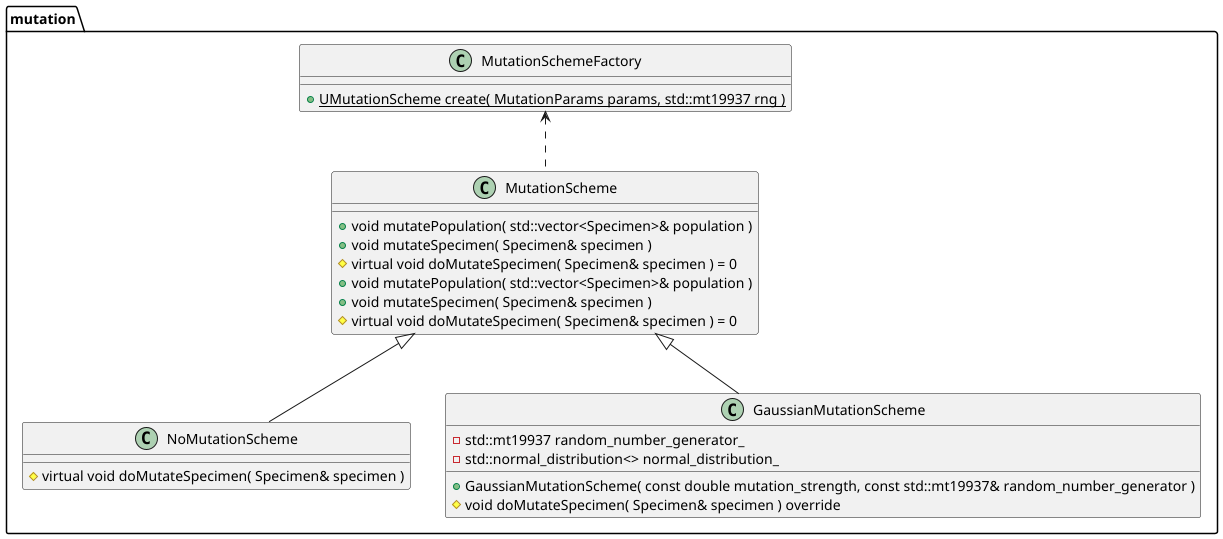 mutation
C MutationSchemeFactory
UMutationScheme create( MutationParams params, std::mt19937 rng )
C MutationScheme
void mutatePopulation( std::vector<Specimen>& population )
void mutateSpecimen( Specimen& specimen )
virtual void doMutateSpecimen( Specimen& specimen ) = 0
void mutatePopulation( std::vector<Specimen>& population )
void mutateSpecimen( Specimen& specimen )
virtual void doMutateSpecimen( Specimen& specimen ) = 0
C NoMutationScheme
virtual void doMutateSpecimen( Specimen& specimen )
C GaussianMutationScheme
std::mt19937 random_number_generator_
std::normal_distribution<> normal_distribution_
GaussianMutationScheme( const double mutation_strength, const std::mt19937& random_number_generator )
void doMutateSpecimen( Specimen& specimen ) override